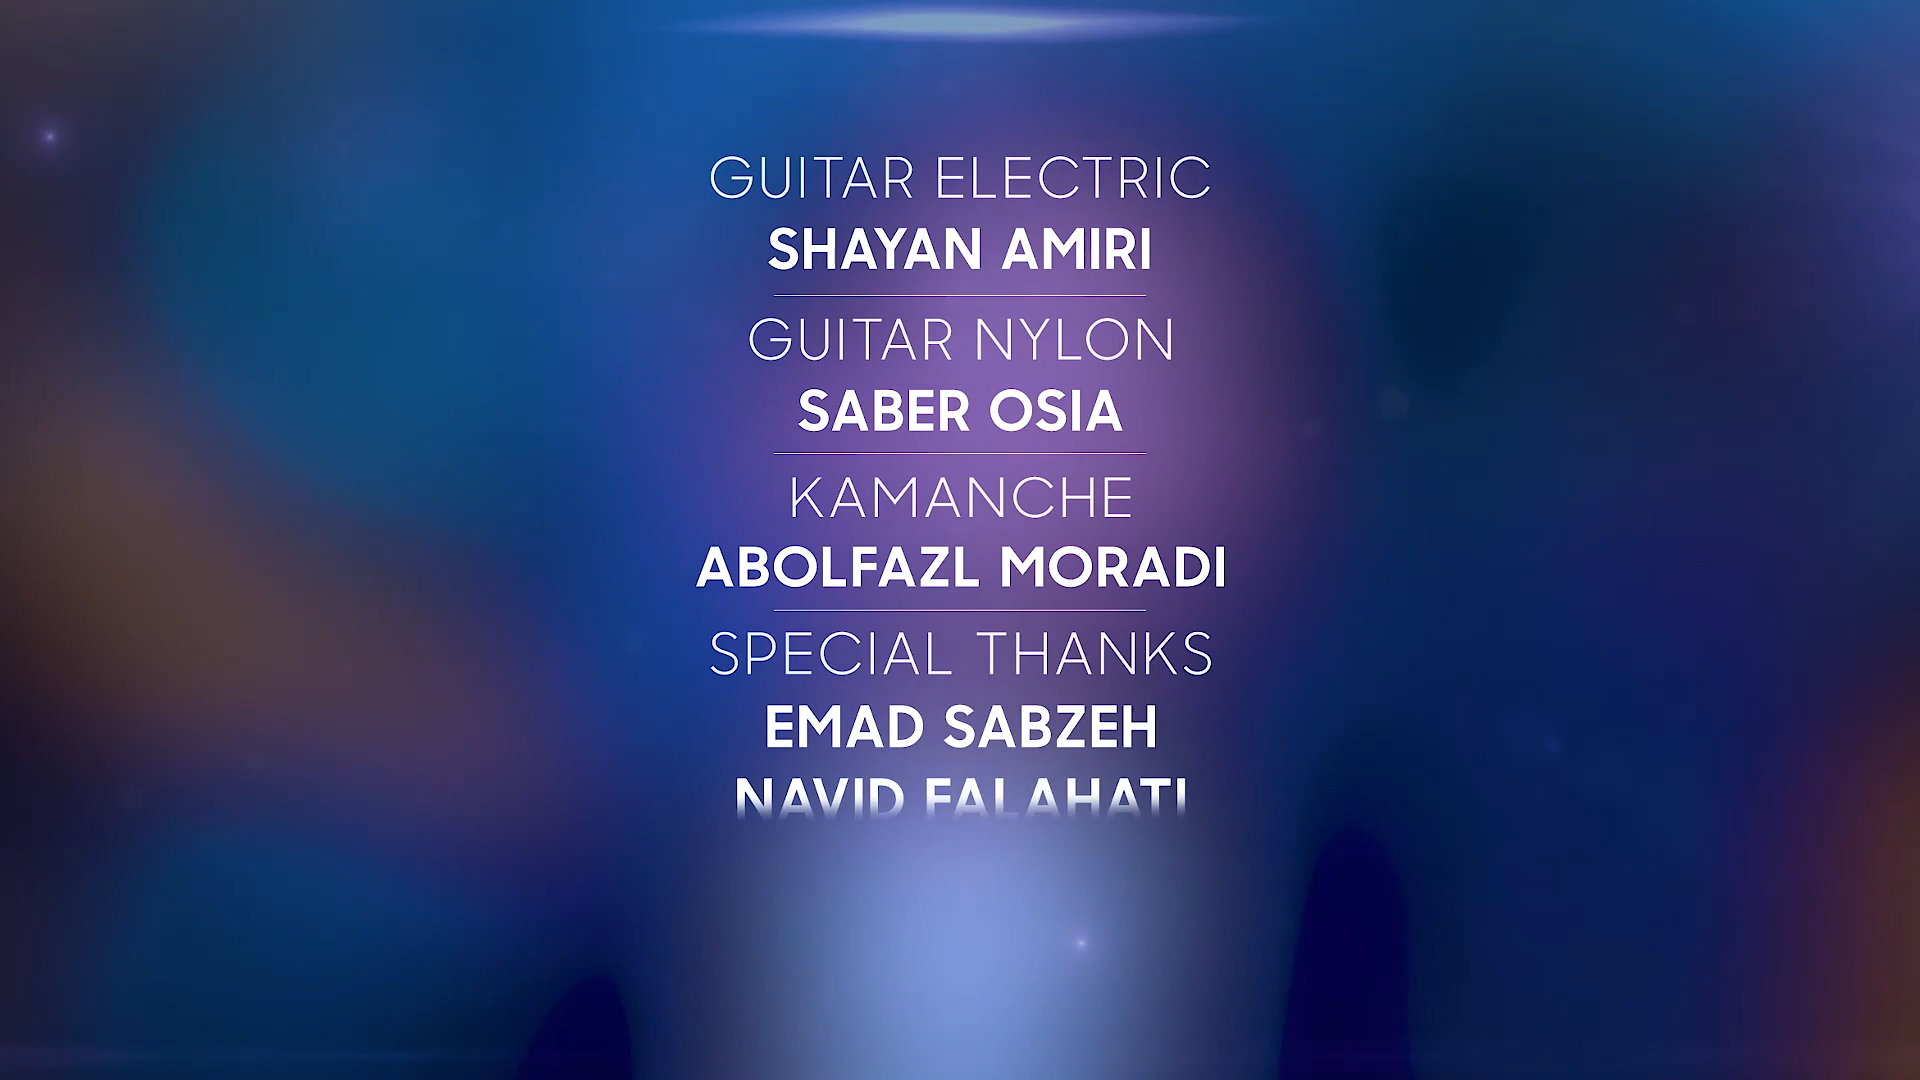 GUITAR ELECTRIC
SHAYAN AMIRI
GUITAR NYLON
SABER OSIA
KAMANCHE
ABOLFAZL MORADI
SPECIAL THANKS
EMAD SABZEH
NAVID FALAHATI